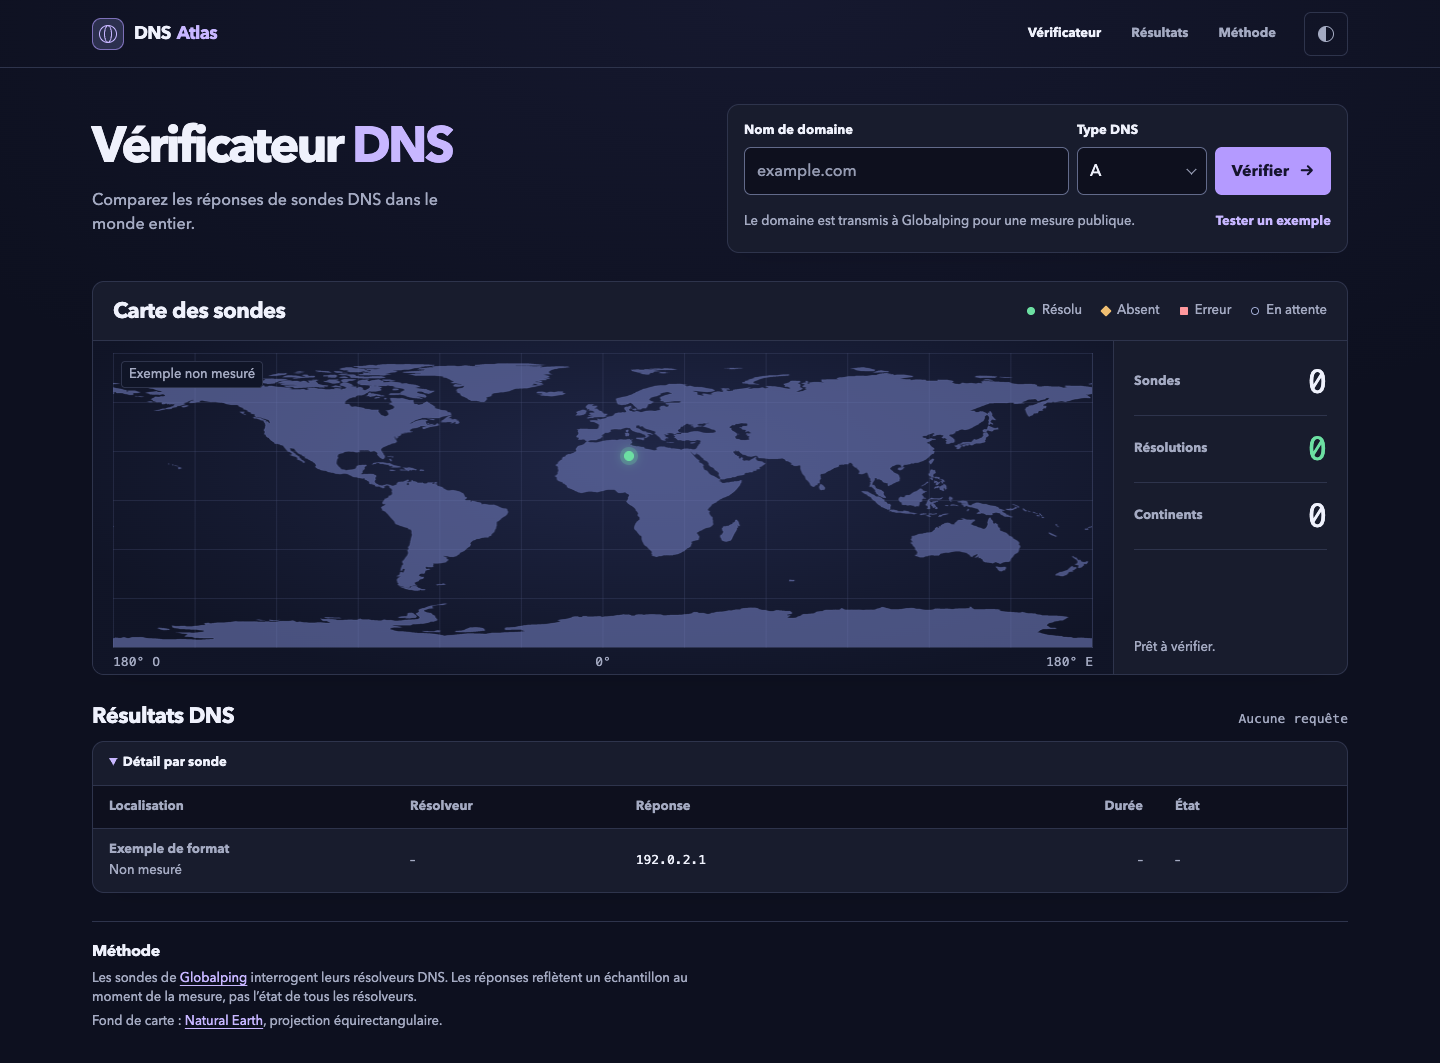 DNS Atlas
Vérificateur
Résultats
Méthode
Vérificateur DNS
Comparez les réponses de sondes DNS dans le
monde entier.
Nom de domaine
Type DNS
example.com
A
Vérifier →
Le domaine est transmis à Globalping pour une mesure publique.
Tester un exemple
Carte des sondes
Résolu
Absent
Erreur
En attente
Exemple non mesuré
180° O
0°
180° E
Sondes 0
Résolutions 0
Continents 0
Prêt à vérifier.
Résultats DNS
Aucune requête
Détail par sonde
Localisation Résolveur Réponse Durée État
Exemple de format
Non mesuré
- 192.0.2.1 - -
Méthode
Les sondes de Globalping interrogent leurs résolveurs DNS. Les réponses reflètent un échantillon au
moment de la mesure, pas l’état de tous les résolveurs.
Fond de carte : Natural Earth, projection équirectangulaire.